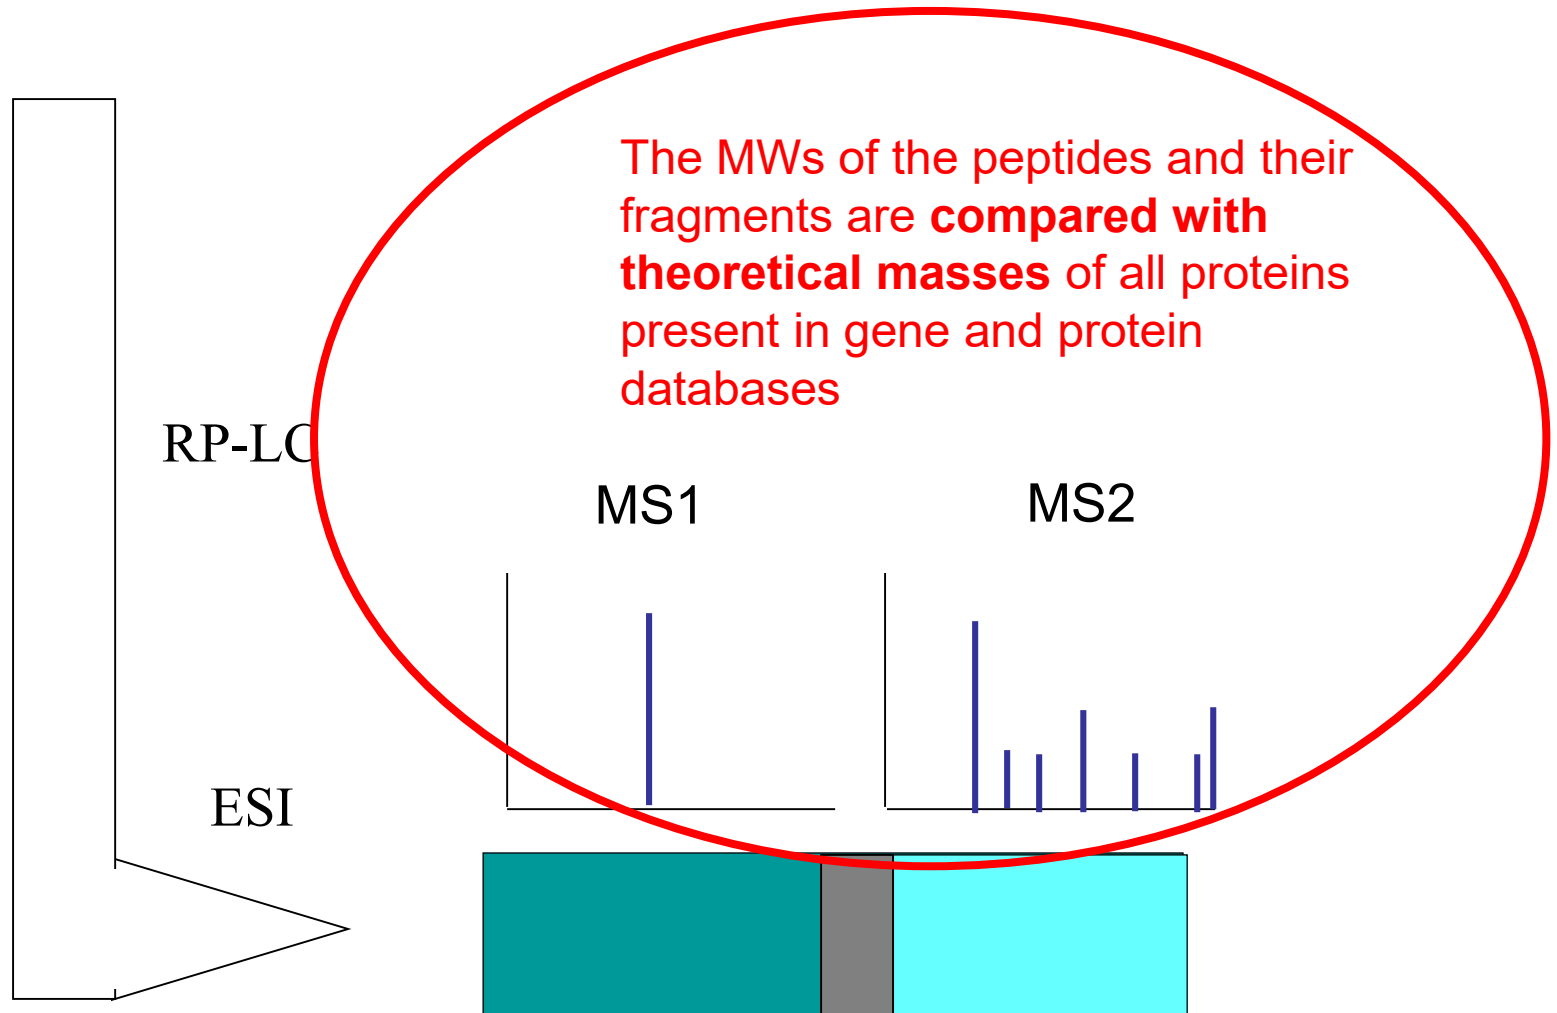 The MWs of the peptides and their
fragments are compared with
theoretical masses of all proteins
present in gene and protein
databases
RP-LC
MS1
MS2
ESI